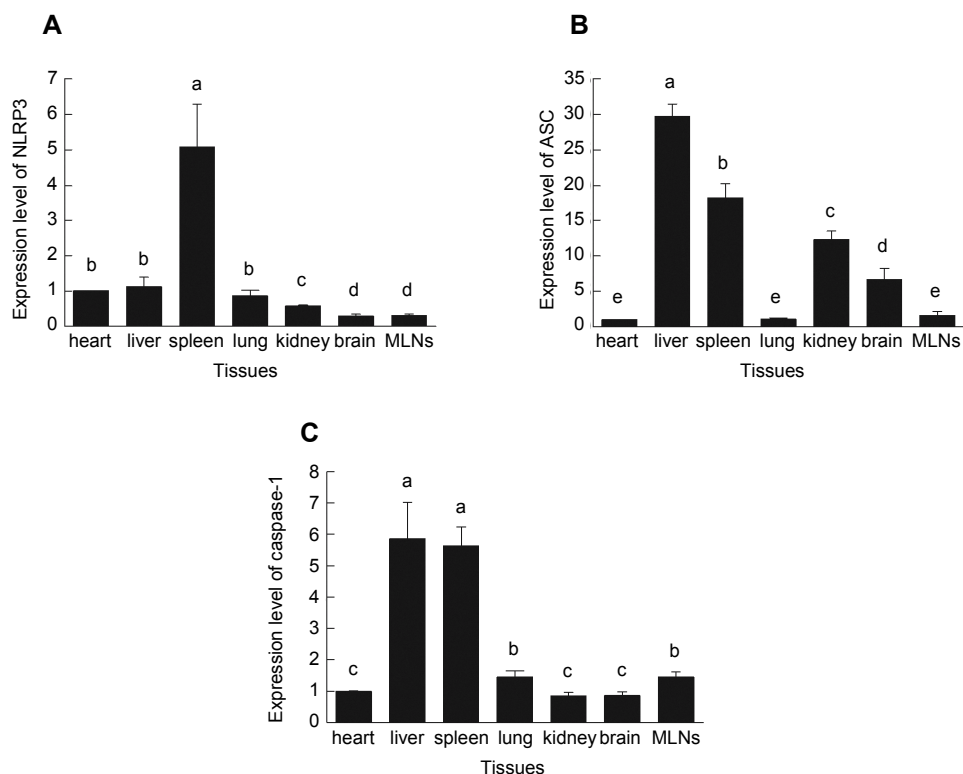 A
Expression level of NLRP3
7
6
5
4
3
2
1
0
a
b b b c d d
heart liver spleen lung kidney brain MLNs
Tissues
B
Expression level of ASC
35
30
25
20
15
10
5
0
a
b
c
d
e e e
heart liver spleen lung kidney brain MLNs
Tissues
C
Expression level of caspase-1
8
7
6
5
4
3
2
1
0
a a
c b c c b
heart liver spleen lung kidney brain MLNs
Tissues